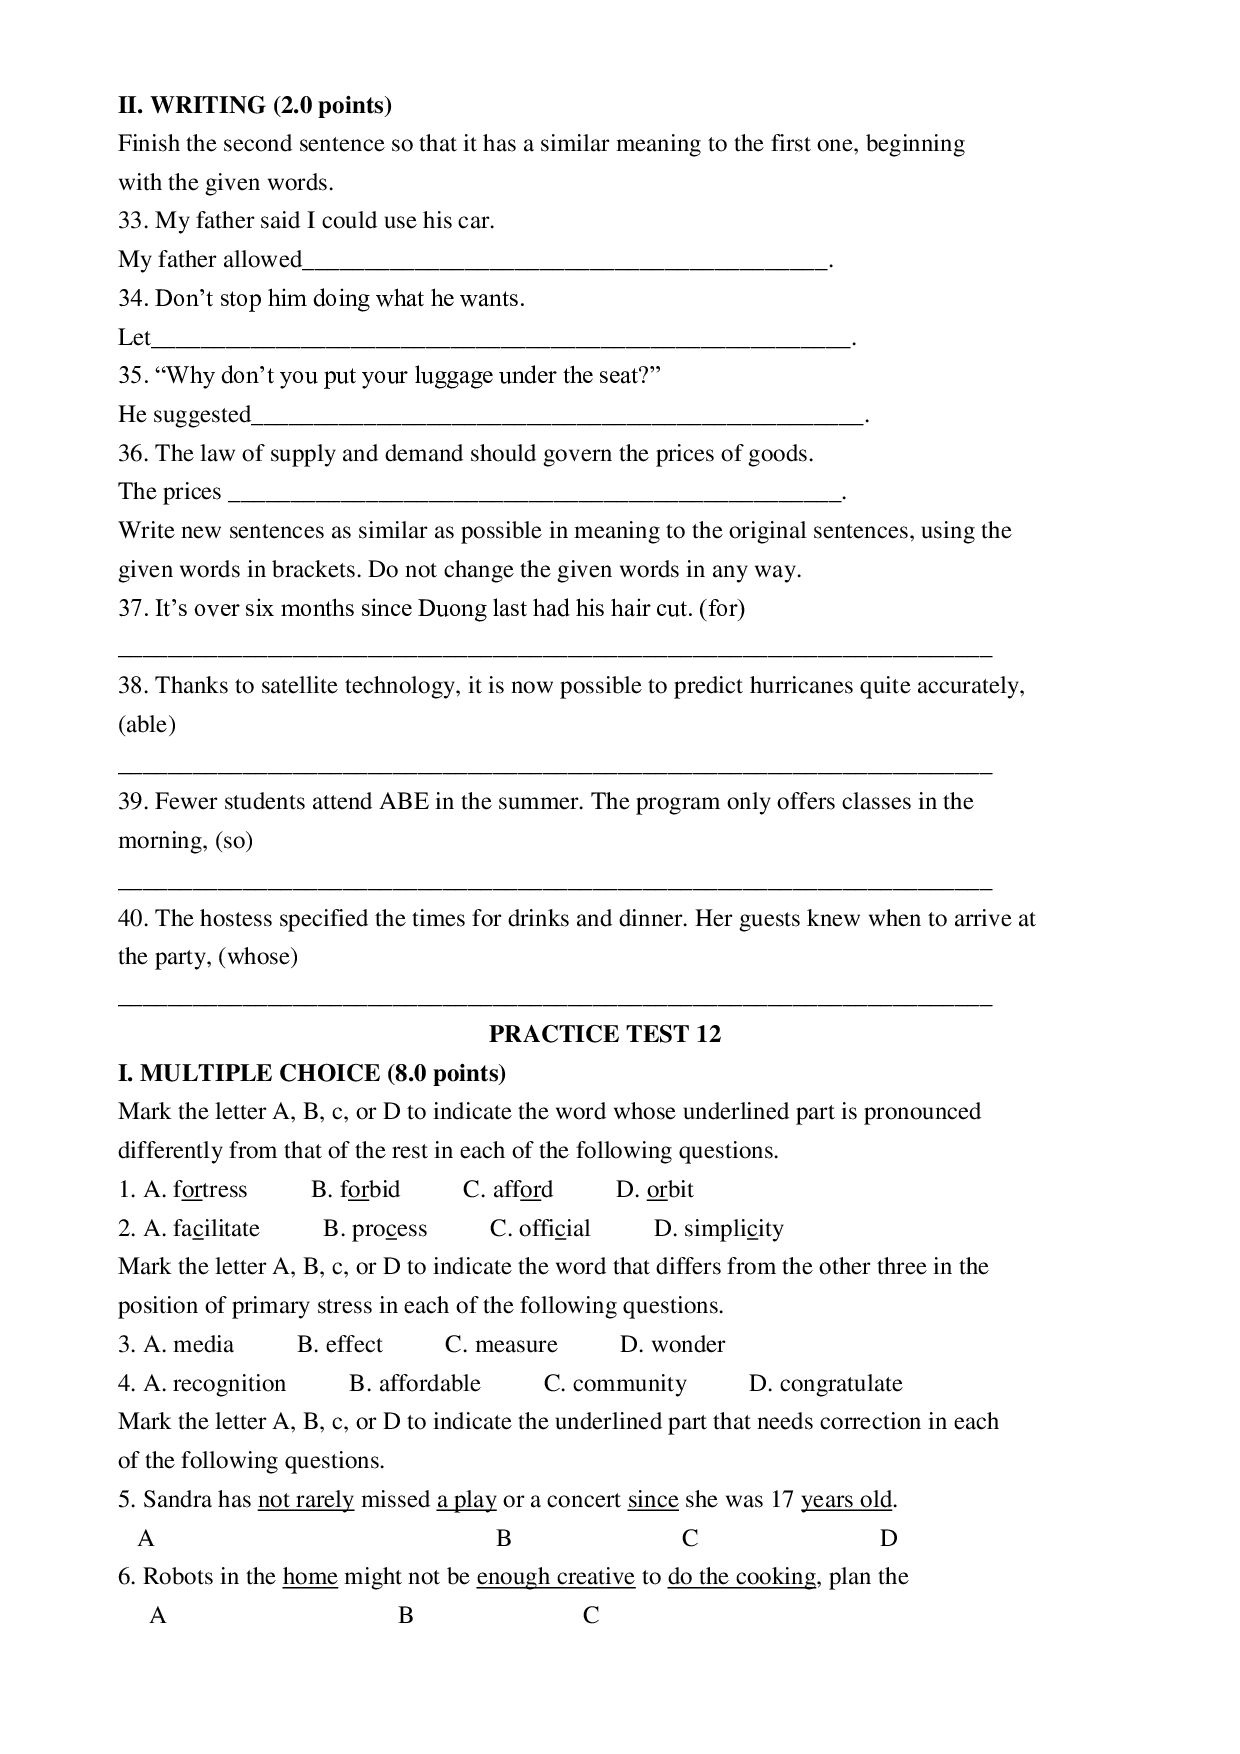 II. WRITING (2.0 points)
Finish the second sentence so that it has a similar meaning to the first one, beginning
with the given words.
33. My father said I could use his car.
My father allowed__________________________________________.
34. Don’t stop him doing what he wants.
Let________________________________________________________.
35. “Why don’t you put your luggage under the seat?”
He suggested_________________________________________________.
36. The law of supply and demand should govern the prices of goods.
The prices _________________________________________________.
Write new sentences as similar as possible in meaning to the original sentences, using the
given words in brackets. Do not change the given words in any way.
37. It’s over six months since Duong last had his hair cut. (for)
______________________________________________________________________
38. Thanks to satellite technology, it is now possible to predict hurricanes quite accurately,
(able)
______________________________________________________________________
39. Fewer students attend ABE in the summer. The program only offers classes in the
morning, (so)
______________________________________________________________________
40. The hostess specified the times for drinks and dinner. Her guests knew when to arrive at
the party, (whose)
______________________________________________________________________
PRACTICE TEST 12
I. MULTIPLE CHOICE (8.0 points)
Mark the letter A, B, c, or D to indicate the word whose underlined part is pronounced
differently from that of the rest in each of the following questions.
1. A. fortress B. forbid C. afford D. orbit
2. A. facilitate B. process C. official D. simplicity
Mark the letter A, B, c, or D to indicate the word that differs from the other three in the
position of primary stress in each of the following questions.
3. A. media B. effect C. measure D. wonder
4. A. recognition B. affordable C. community D. congratulate
Mark the letter A, B, c, or D to indicate the underlined part that needs correction in each
of the following questions.
5. Sandra has not rarely missed a play or a concert since she was 17 years old.
A B C D
6. Robots in the home might not be enough creative to do the cooking, plan the
A B C